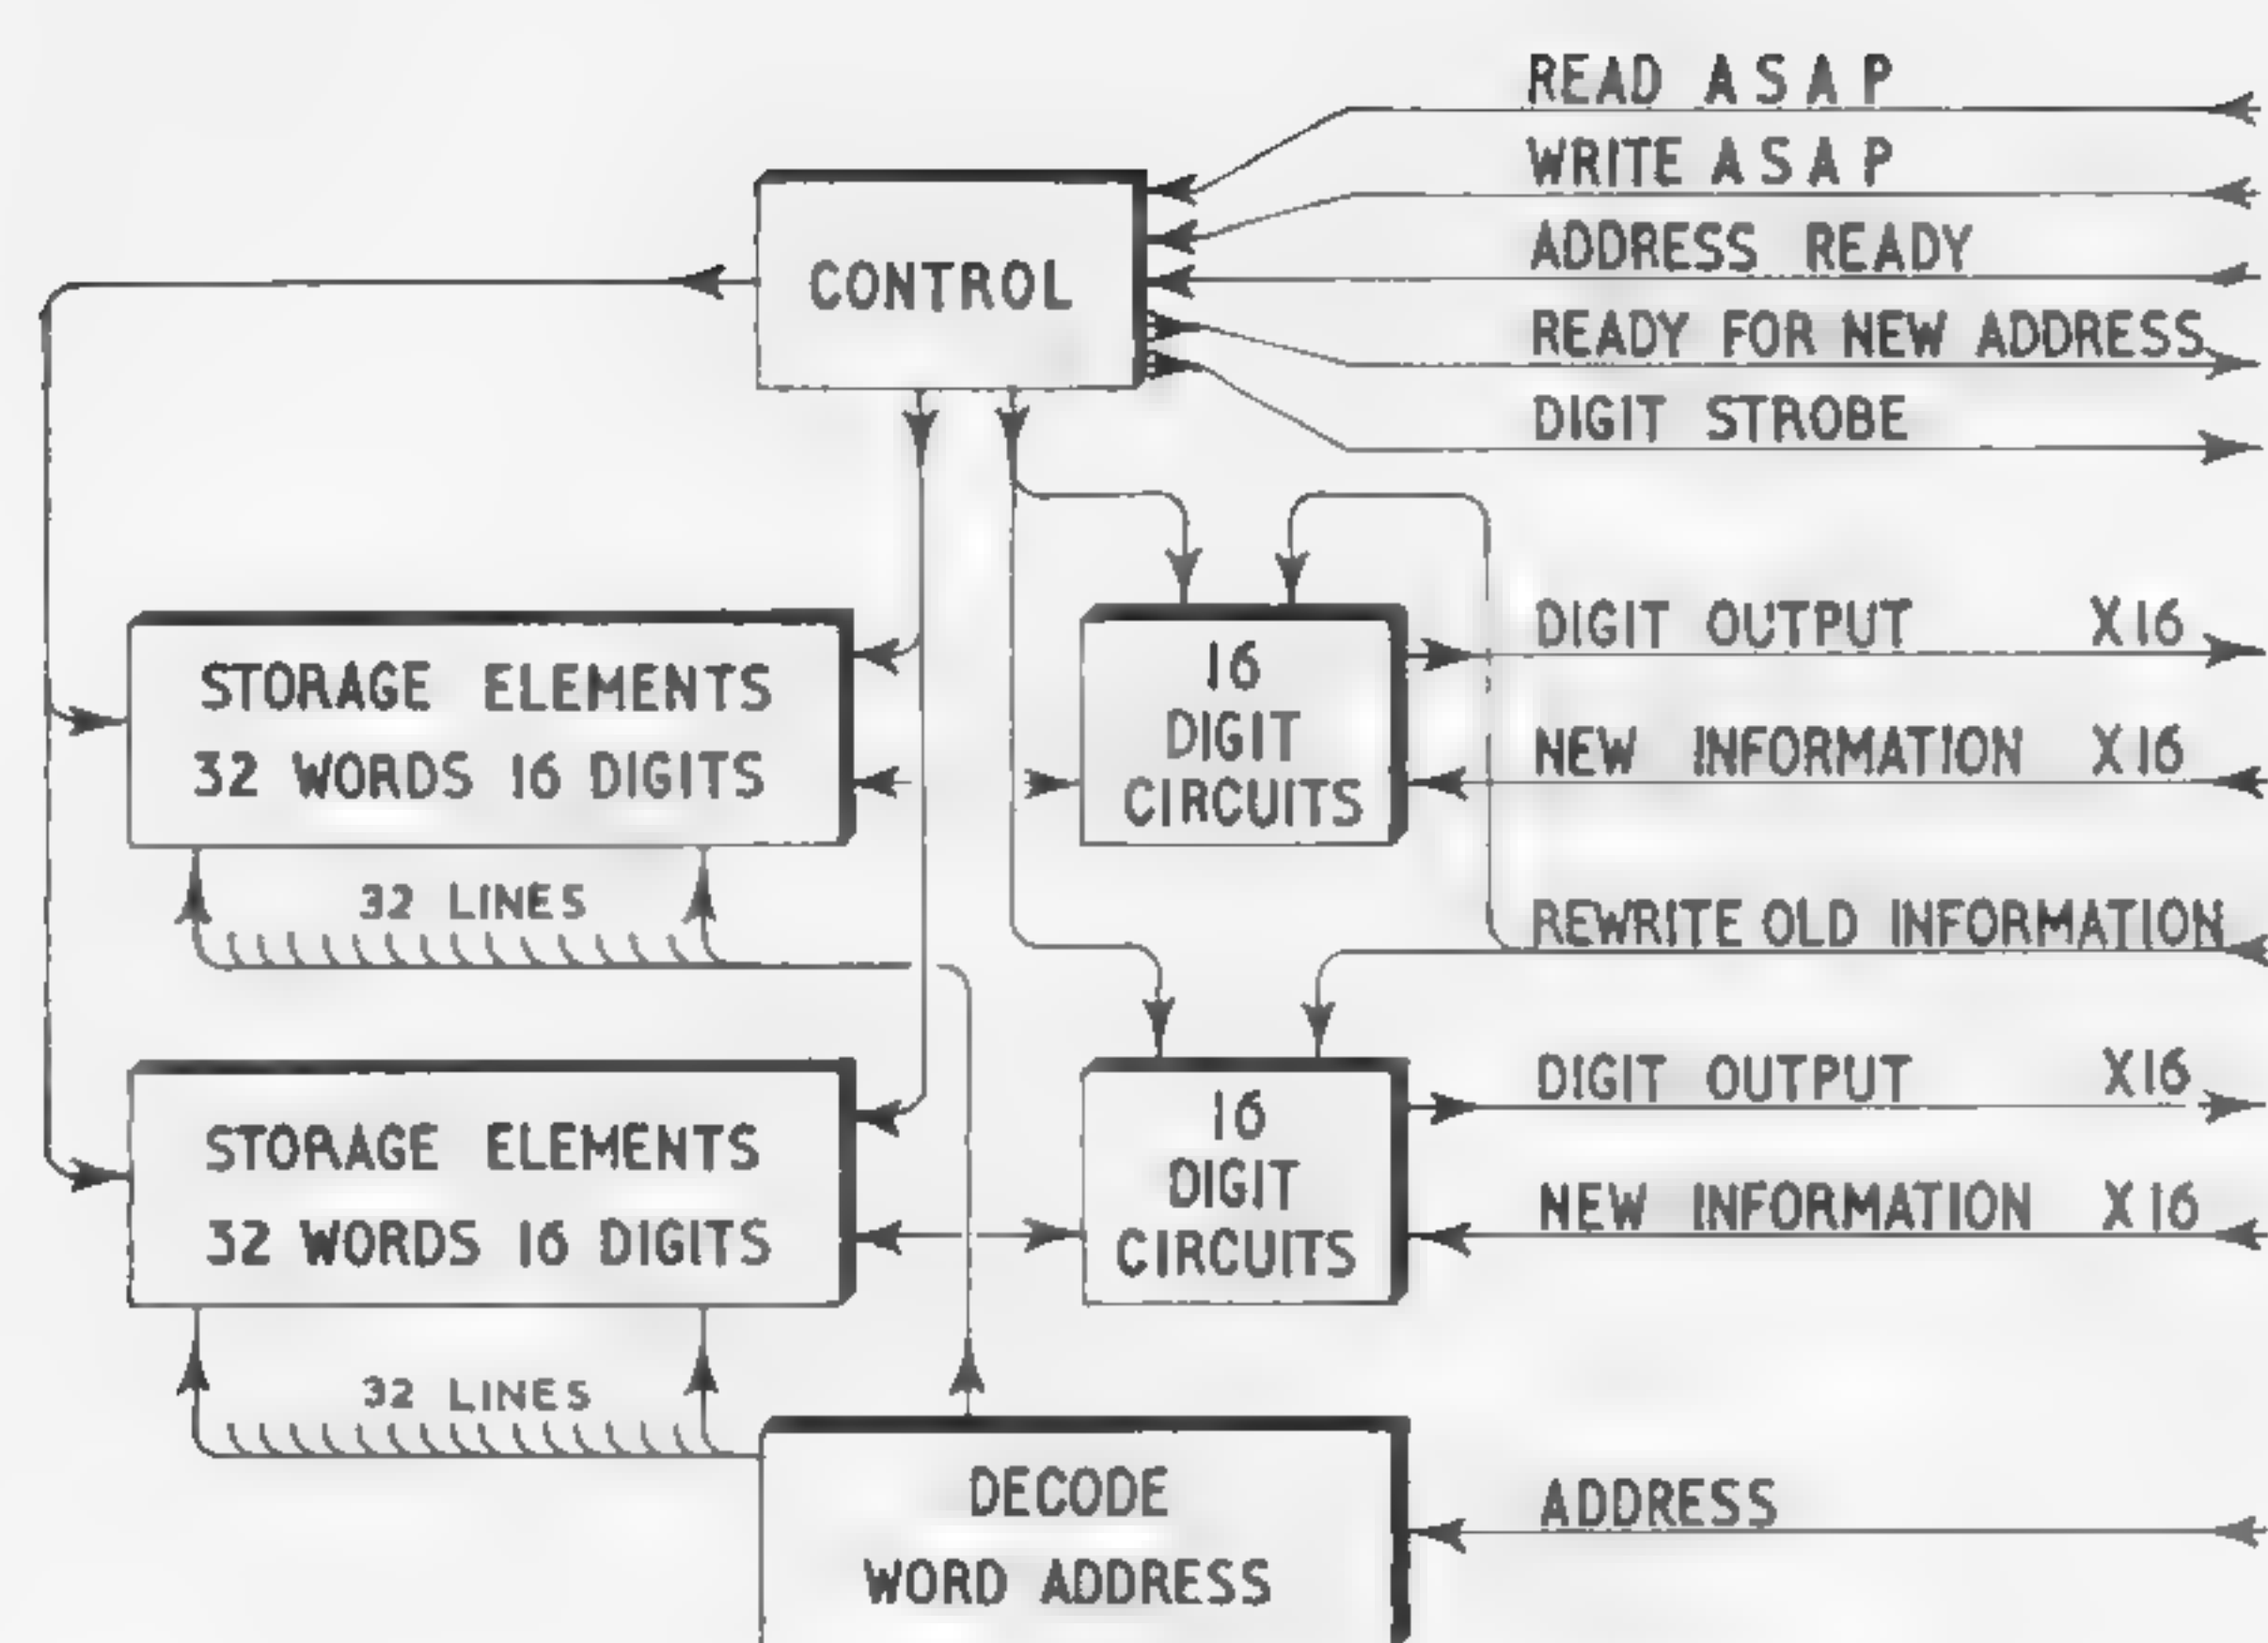 READ A S A P
WRITE A S A P
ADDRESS READY
READY FOR NEW ADDRESS
DIGIT STROBE
CONTROL
STORAGE ELEMENTS
32 WORDS 16 DIGITS
16
DIGIT
CIRCUITS
DIGIT OUTPUT X16
NEW INFORMATION X16
32 LINES
REWRITE OLD INFORMATION
STORAGE ELEMENTS
32 WORDS 16 DIGITS
16
DIGIT
CIRCUITS
DIGIT OUTPUT X16
NEW INFORMATION X16
32 LINES
DECODE
WORD ADDRESS
ADDRESS